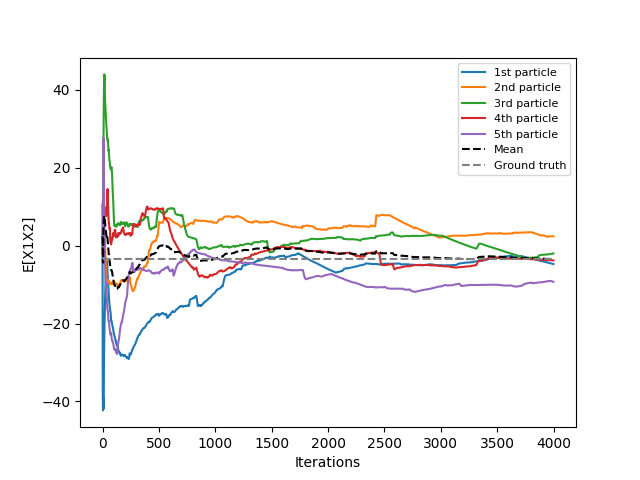 1st particle
2nd particle
3rd particle
4th particle
5th particle
Mean
Ground truth
E[X1X2]
40
20
0
−20
−40
0 500 1000 1500 2000 2500 3000 3500 4000
Iterations